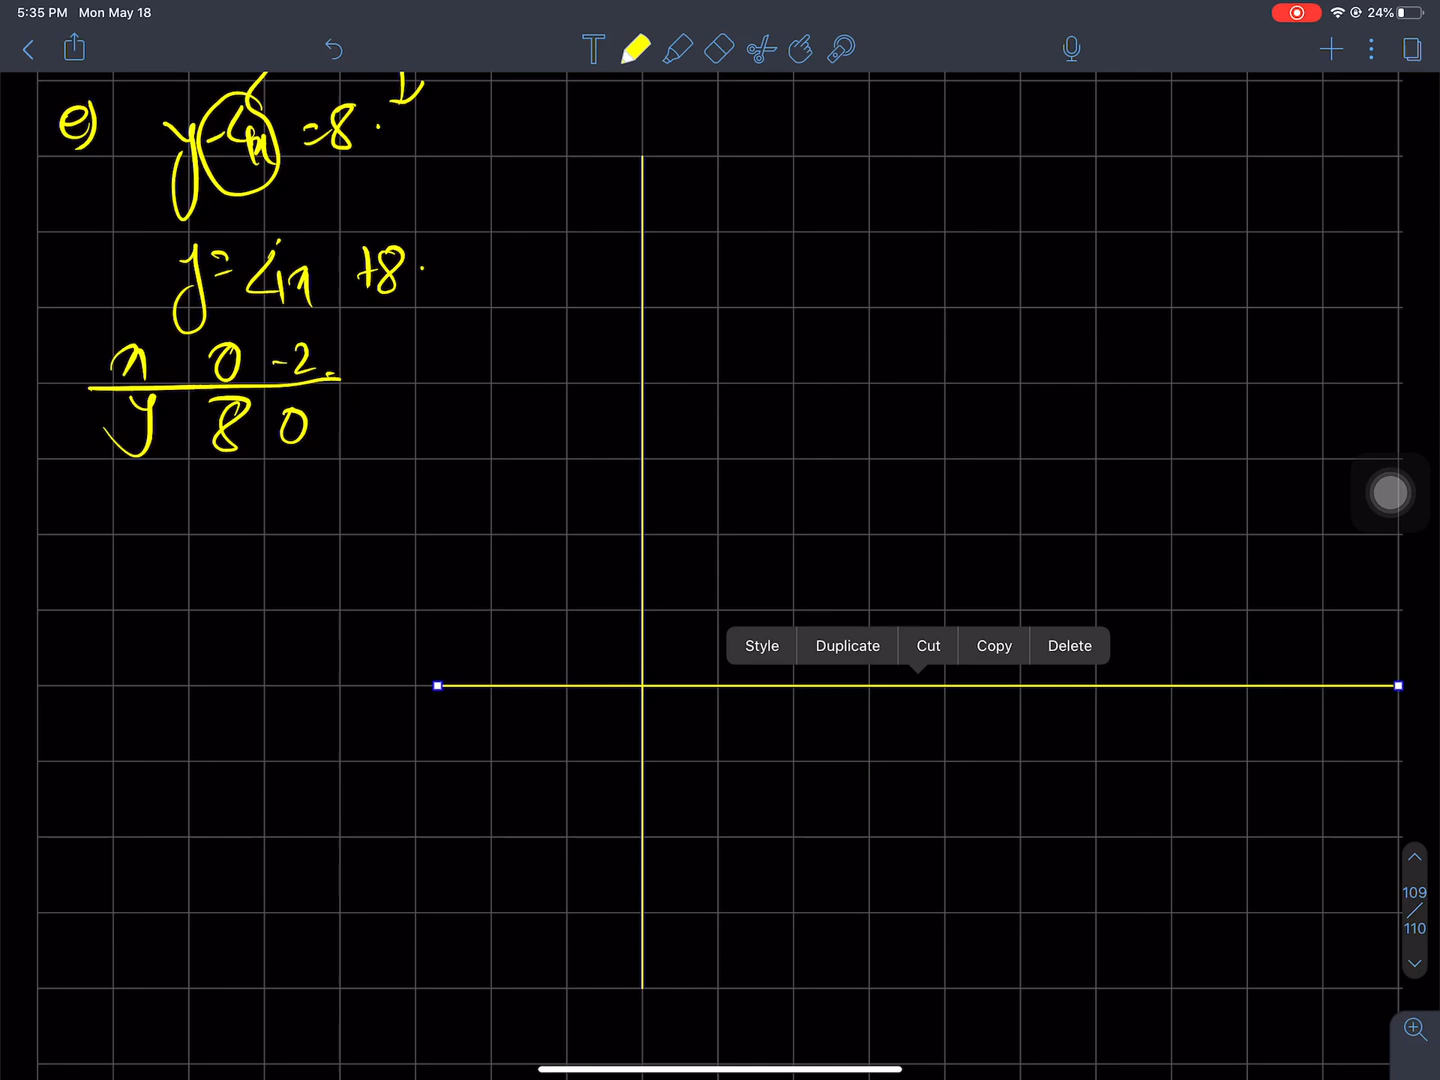 5:35 PM Mon May 18
24%
e) y-4x =8.
y= 4x +8.
x 0 -2.
y 8 0
Style Duplicate Cut Copy Delete
109
/
110